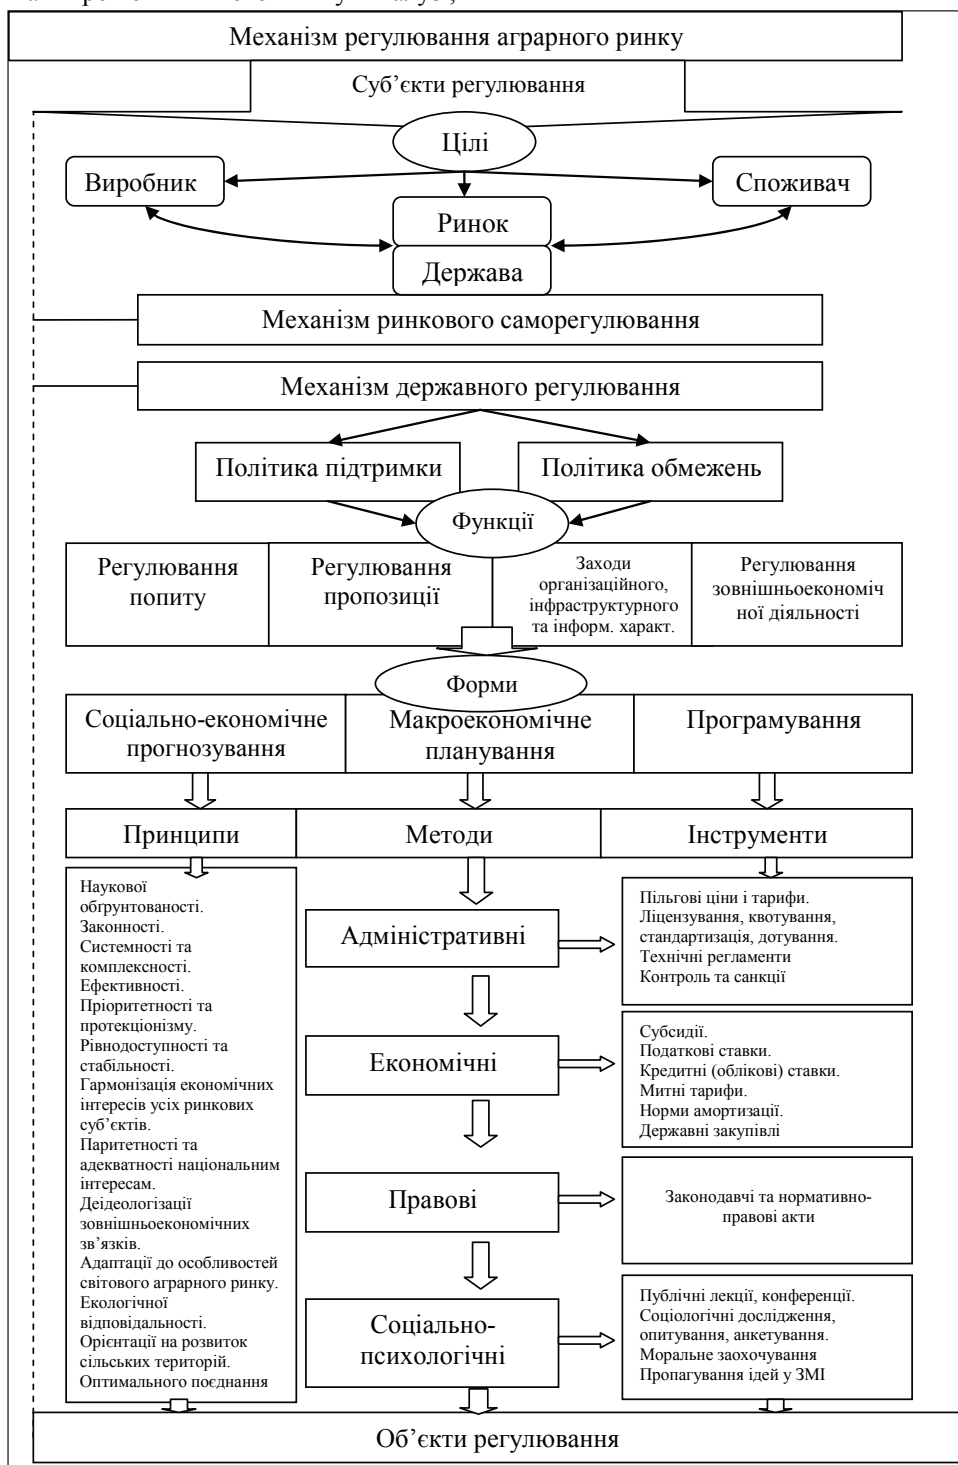 Механізм регулювання аграрного ринку
Суб’єкти регулювання
Цілі
Виробник
Споживач
Ринок
Держава
Механізм ринкового саморегулювання
Механізм державного регулювання
Політика підтримки
Політика обмежень
Функції
Регулювання
попиту
Регулювання
пропозиції
Заходи
організаційного,
інфраструктурного
та інформ. характ.
Регулювання
зовнішньоекономіч
ної діяльності
Форми
Соціально-економічне
прогнозування
Макроекономічне
планування
Програмування
Принципи
Методи
Інструменти
Наукової
обґрунтованості.
Законності.
Системності та
комплексності.
Ефективності.
Пріоритетності та
протекціонізму.
Рівнодоступності та
стабільності.
Гармонізація економічних
інтересів усіх ринкових
суб’єктів.
Паритетності та
адекватності національним
інтересам.
Деідеологізації
зовнішньоекономічних
зв’язків.
Адаптації до особливостей
світового аграрного ринку.
Екологічної
відповідальності.
Орієнтації на розвиток
сільських територій.
Оптимального поєднання
Адміністративні
Пільгові ціни і тарифи.
Ліцензування, квотування,
стандартизація, дотування.
Технічні регламенти
Контроль та санкції
Економічні
Субсидії.
Податкові ставки.
Кредитні (облікові) ставки.
Митні тарифи.
Норми амортизації.
Державні закупівлі
Правові
Законодавчі та нормативно-
правові акти
Соціально-
психологічні
Публічні лекції, конференції.
Соціологічні дослідження,
опитування, анкетування.
Моральне заохочування
Пропагування ідей у ЗМІ
Об’єкти регулювання